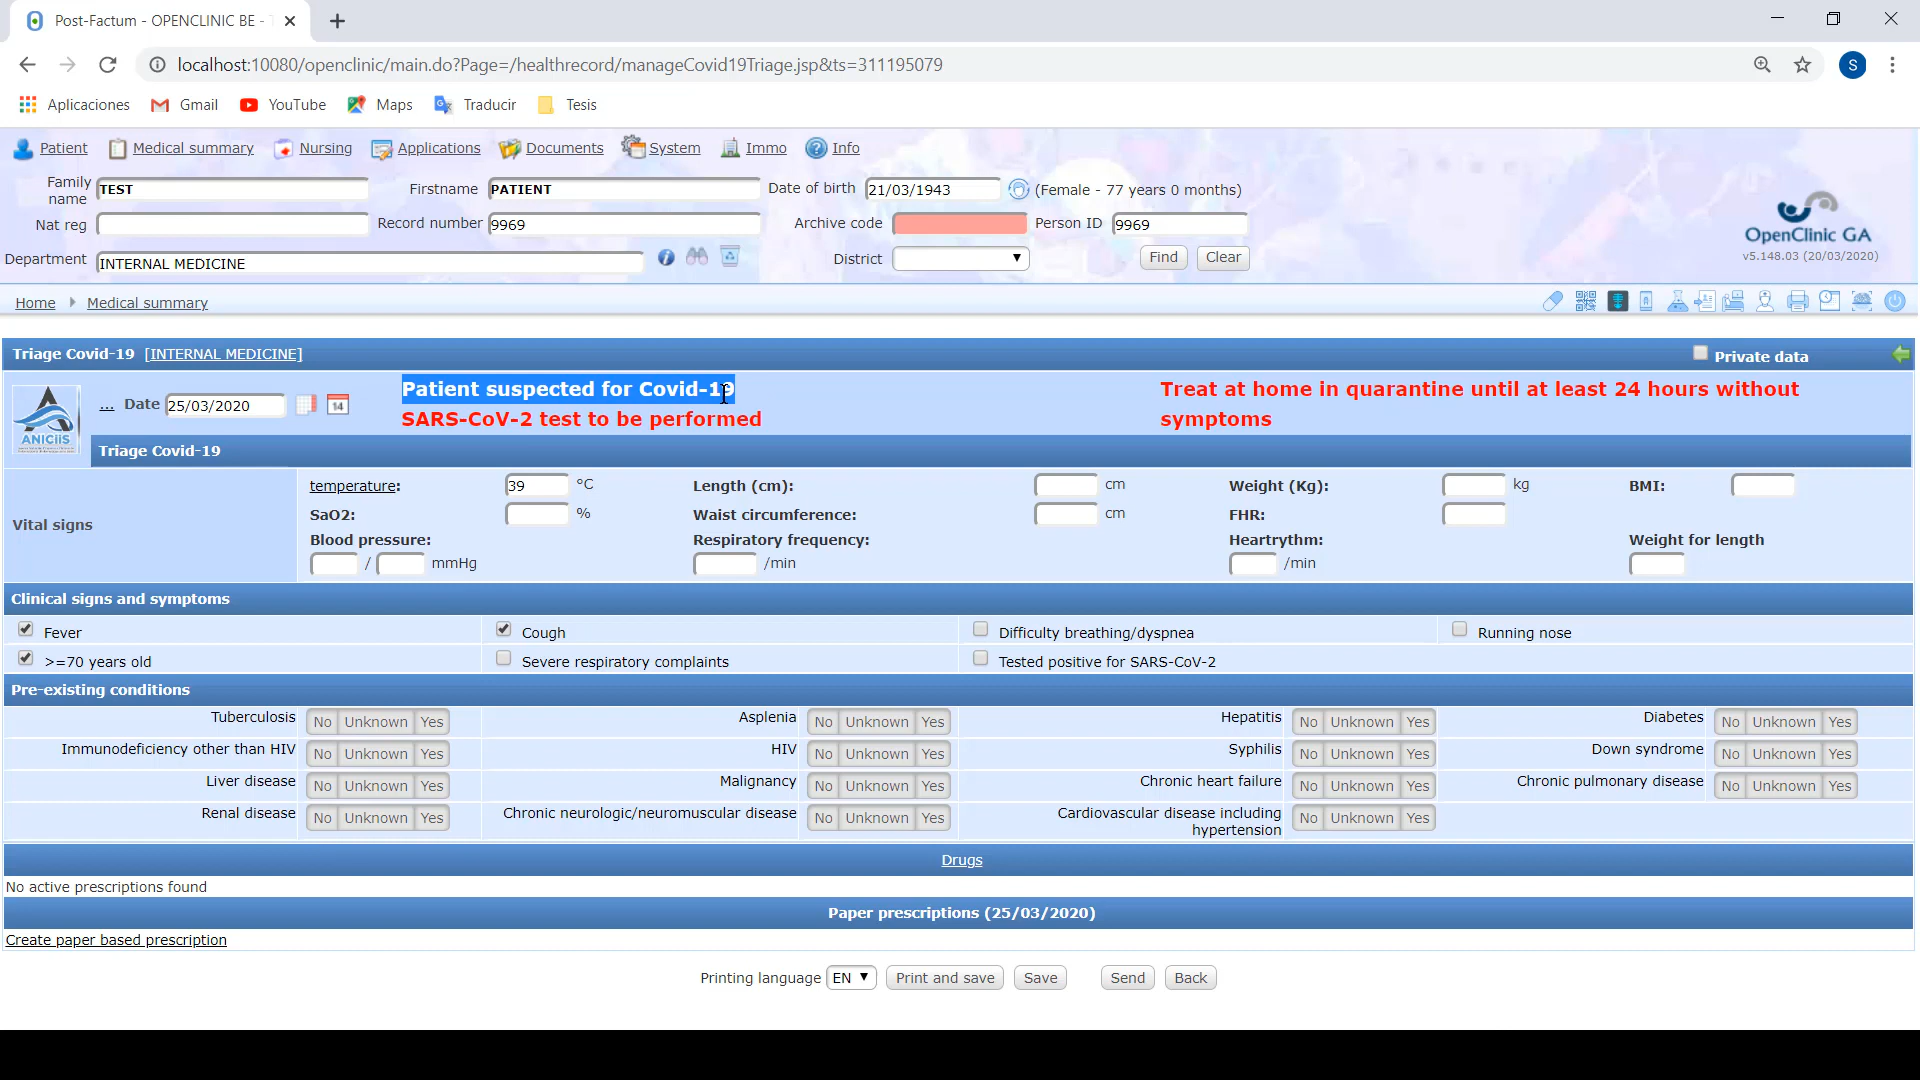 Post-Factum - OPENCLINIC BE - T
localhost:10080/openclinic/main.do?Page=/healthrecord/manageCovid19Triage.jsp&ts=311195079
S
Aplicaciones Gmail YouTube Maps Traducir Tesis
Patient Medical summary Nursing Applications Documents System Immo Info
Family name TEST Firstname PATIENT Date of birth 21/03/1943 (Female - 77 years 0 months)
Nat reg Record number 9969 Archive code Person ID 9969
Department INTERNAL MEDICINE District Find Clear
OpenClinic GA
v5.148.03 (20/03/2020)
Home Medical summary
Triage Covid-19 [INTERNAL MEDICINE] Private data
ANICiiS
... Date 25/03/2020 14
Patient suspected for Covid-19
SARS-CoV-2 test to be performed
Treat at home in quarantine until at least 24 hours without
symptoms
Triage Covid-19
Vital signs
temperature: 39 °C Length (cm): cm Weight (Kg): kg BMI:
SaO2: % Waist circumference: cm FHR:
Blood pressure: Respiratory frequency: Heartrythm: Weight for length
/ mmHg /min /min
Clinical signs and symptoms
Fever Cough Difficulty breathing/dyspnea Running nose
>=70 years old Severe respiratory complaints Tested positive for SARS-CoV-2
Pre-existing conditions
Tuberculosis No Unknown Yes Asplenia No Unknown Yes Hepatitis No Unknown Yes Diabetes No Unknown Yes
Immunodeficiency other than HIV No Unknown Yes HIV No Unknown Yes Syphilis No Unknown Yes Down syndrome No Unknown Yes
Liver disease No Unknown Yes Malignancy No Unknown Yes Chronic heart failure No Unknown Yes Chronic pulmonary disease No Unknown Yes
Renal disease No Unknown Yes Chronic neurologic/neuromuscular disease No Unknown Yes Cardiovascular disease including hypertension No Unknown Yes
Drugs
No active prescriptions found
Paper prescriptions (25/03/2020)
Create paper based prescription
Printing language EN Print and save Save Send Back